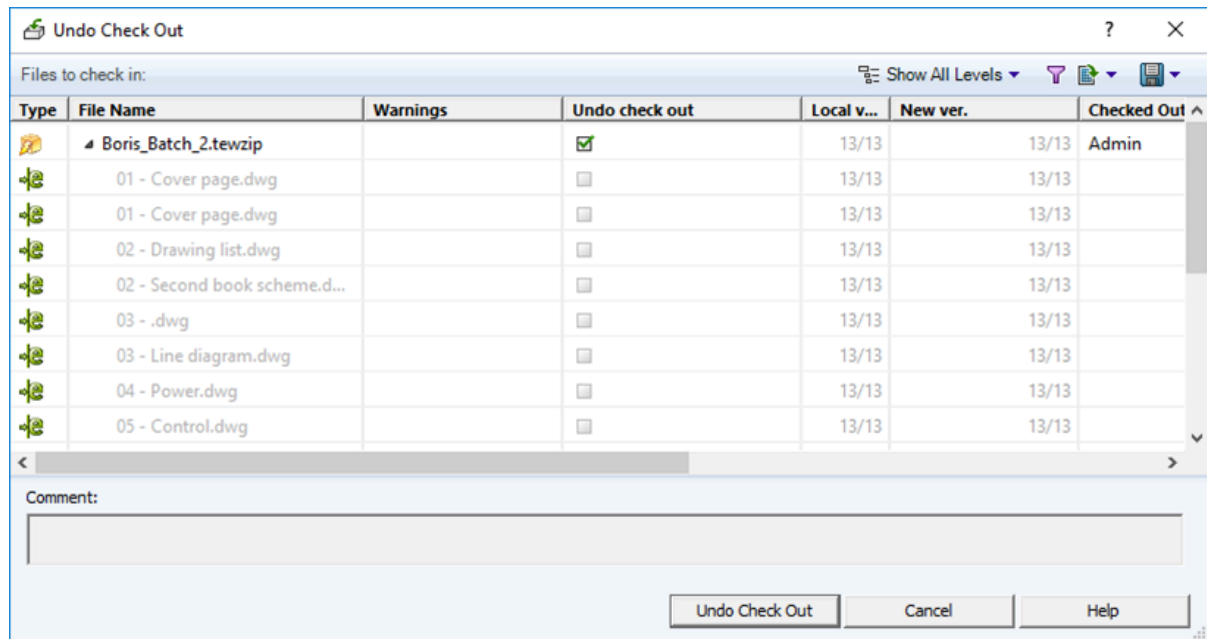 Undo Check Out ?
Files to check in: Show All Levels
Type File Name Warnings Undo check out Local v... New ver. Checked Out
Boris_Batch_2.tewzip 13/13 13/13 Admin
01 - Cover page.dwg 13/13 13/13
01 - Cover page.dwg 13/13 13/13
02 - Drawing list.dwg 13/13 13/13
02 - Second book scheme.d... 13/13 13/13
03 - .dwg 13/13 13/13
03 - Line diagram.dwg 13/13 13/13
04 - Power.dwg 13/13 13/13
05 - Control.dwg 13/13 13/13
Comment:
Undo Check Out Cancel Help